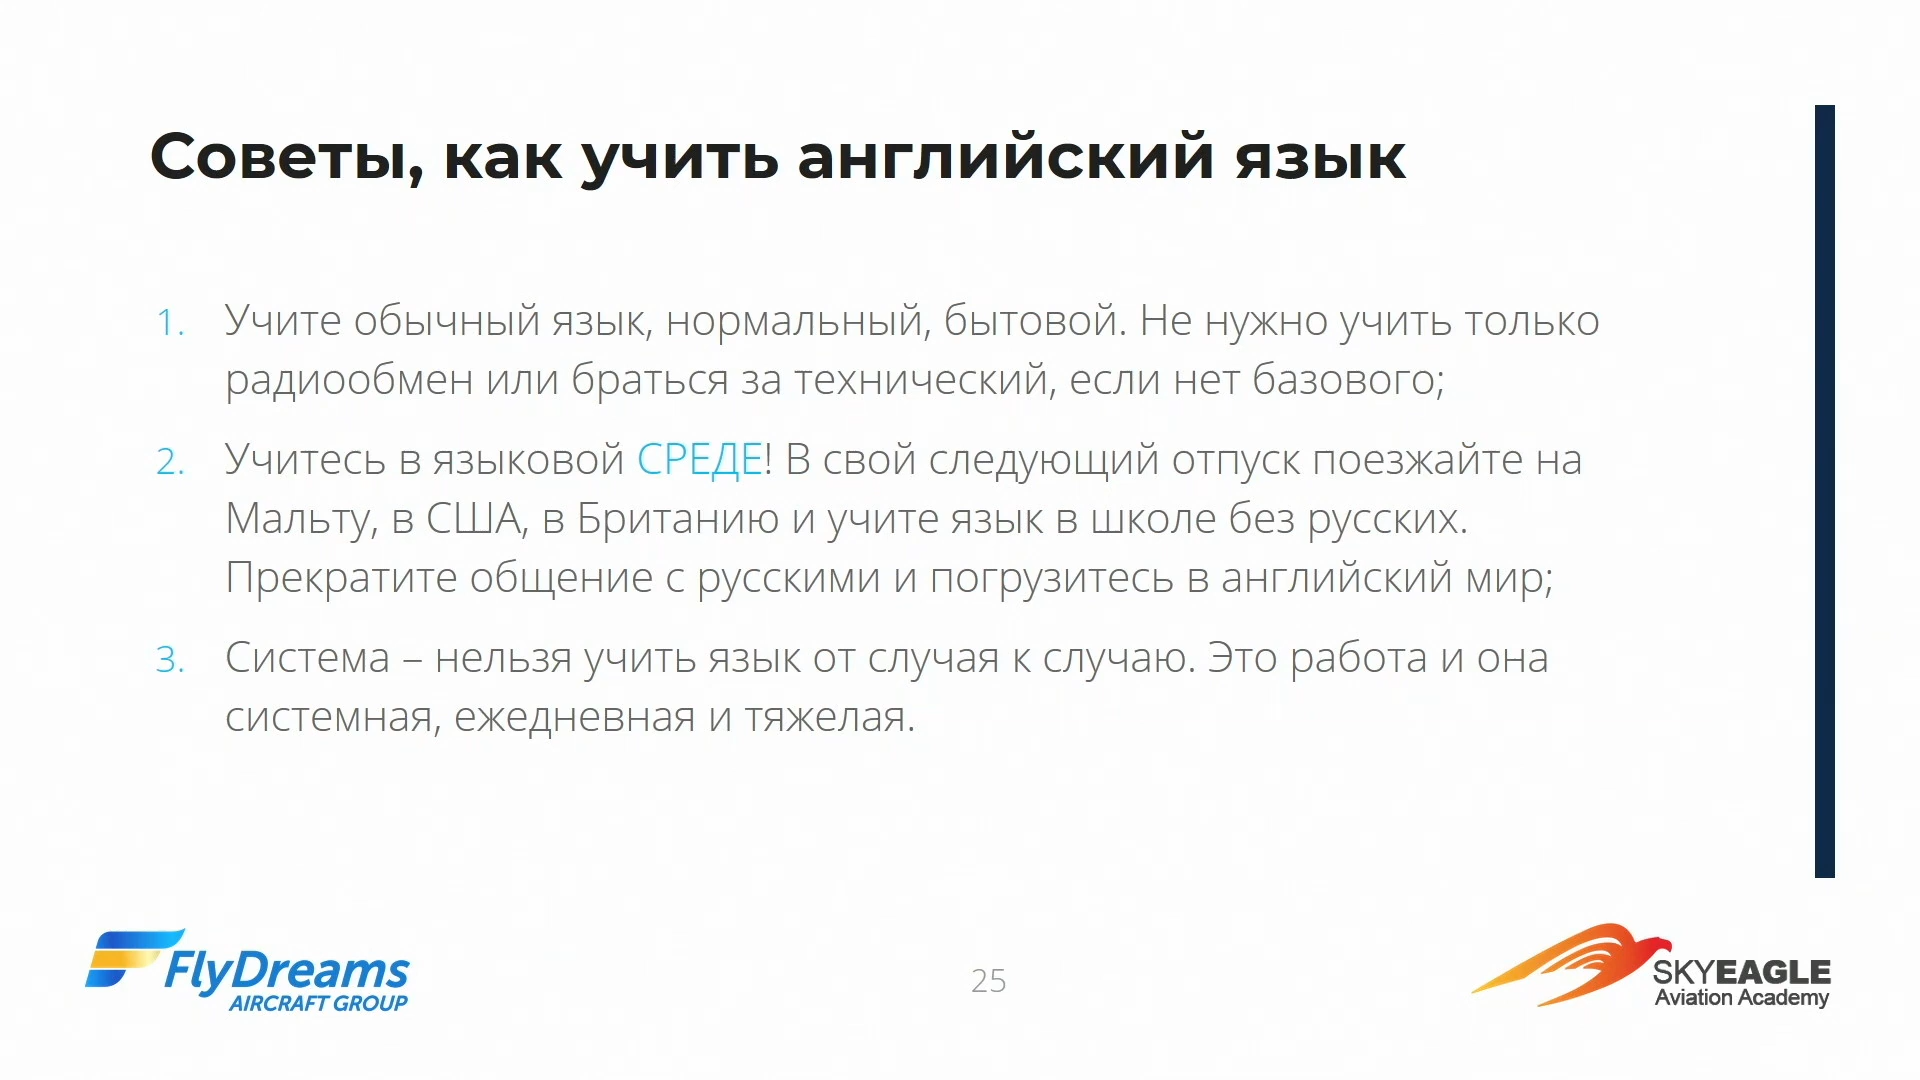 Советы, как учить английский язык
1. Учите обычный язык, нормальный, бытовой. Не нужно учить только
радиообмен или браться за технический, если нет базового;
2. Учитесь в языковой СРЕДЕ! В свой следующий отпуск поезжайте на
Мальту, в США, в Британию и учите язык в школе без русских.
Прекратите общение с русскими и погрузитесь в английский мир;
3. Система – нельзя учить язык от случая к случаю. Это работа и она
системная, ежедневная и тяжелая.
FlyDreams
AIRCRAFT GROUP
25
SKYEAGLE
Aviation Academy